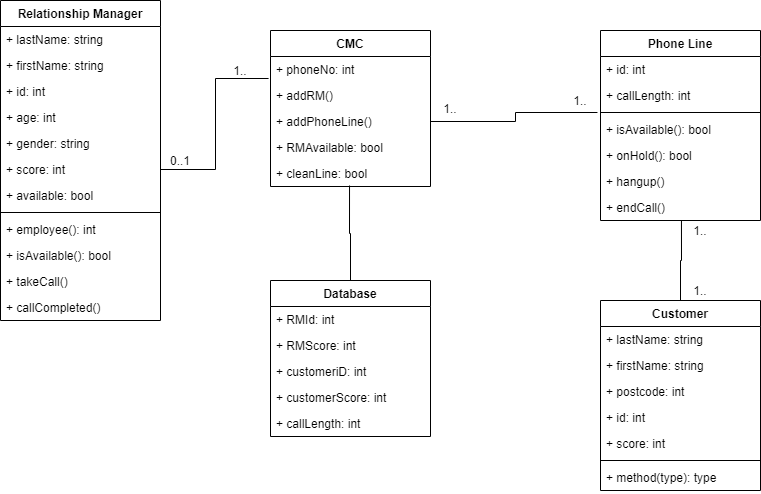 Relationship Manager
+ lastName: string
+ firstName: string
+ id: int
+ age: int
+ gender: string
+ score: int
+ available: bool
+ employee(): int
+ isAvailable(): bool
+ takeCall()
+ callCompleted()
0..1
1..
CMC
+ phoneNo: int
+ addRM()
+ addPhoneLine()
+ RMAvailable: bool
+ cleanLine: bool
1..
1..
Phone Line
+ id: int
+ callLength: int
+ isAvailable(): bool
+ onHold(): bool
+ hangup()
+ endCall()
1..
1..
Database
+ RMId: int
+ RMScore: int
+ customeriD: int
+ customerScore: int
+ callLength: int
Customer
+ lastName: string
+ firstName: string
+ postcode: int
+ id: int
+ score: int
+ method(type): type